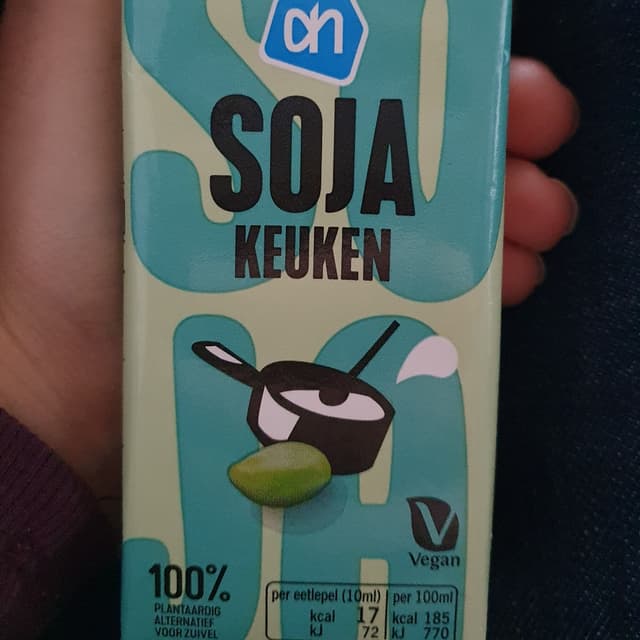 ah
SOJA
KEUKEN
Vegan
100%
PLANTAARDIG
ALTERNATIEF
VOOR ZUIVEL
per eetlepel (10ml) per 100ml
kcal 17 kcal 185
kJ 72 kJ 770